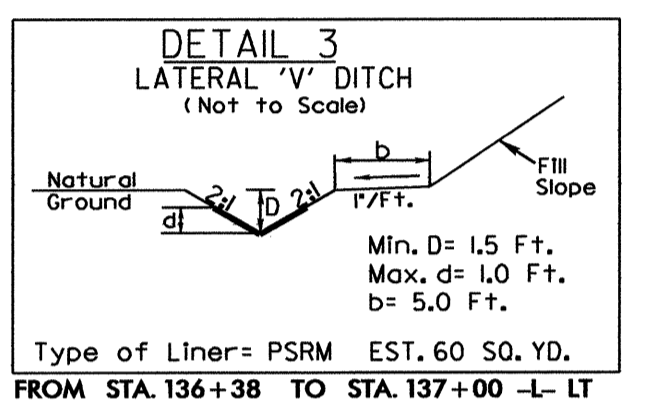 DETAIL 3
LATERAL 'V' DITCH
(Not to Scale)
b
Natural
Ground
2:1
D
2:1
1"/Ft.
Fill
Slope
d
Min. D= 1.5 Ft.
Max. d= 1.0 Ft.
b= 5.0 Ft.
Type of Liner= PSRM EST. 60 SQ. YD.
FROM STA. 136+38 TO STA. 137+00 -L- LT